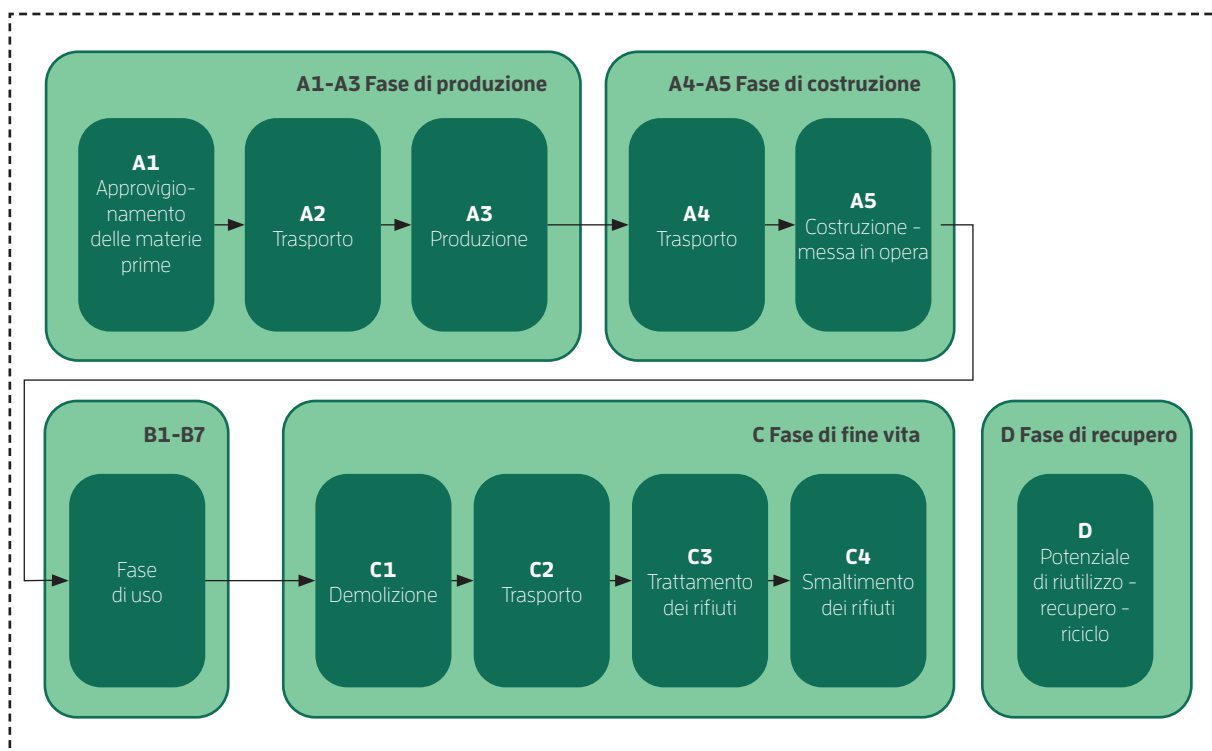 A1-A3 Fase di produzione
A1
Approvigio-
namento
delle materie
prime
A2
Trasporto
A3
Produzione
A4-A5 Fase di costruzione
A4
Trasporto
A5
Costruzione -
messa in opera
B1-B7
Fase
di uso
C Fase di fine vita
C1
Demolizione
C2
Trasporto
C3
Trattamento
dei rifiuti
C4
Smaltimento
dei rifiuti
D Fase di recupero
D
Potenziale
di riutilizzo -
recupero -
riciclo